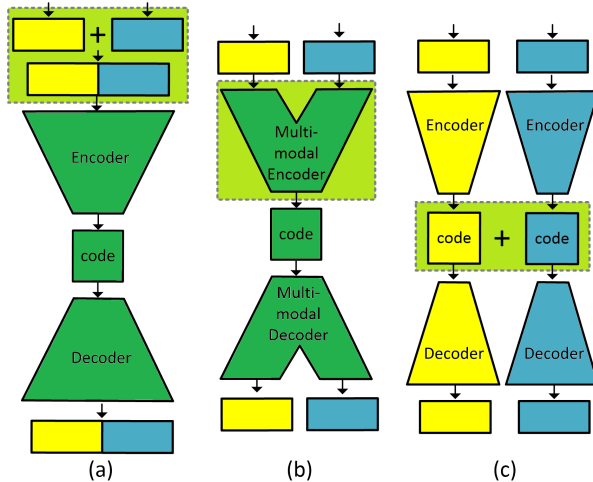 +
Encoder
code
Decoder
(a)
Multi-
modal
Encoder
code
Multi-
modal
Decoder
(b)
Encoder
Encoder
code + code
Decoder
Decoder
(c)